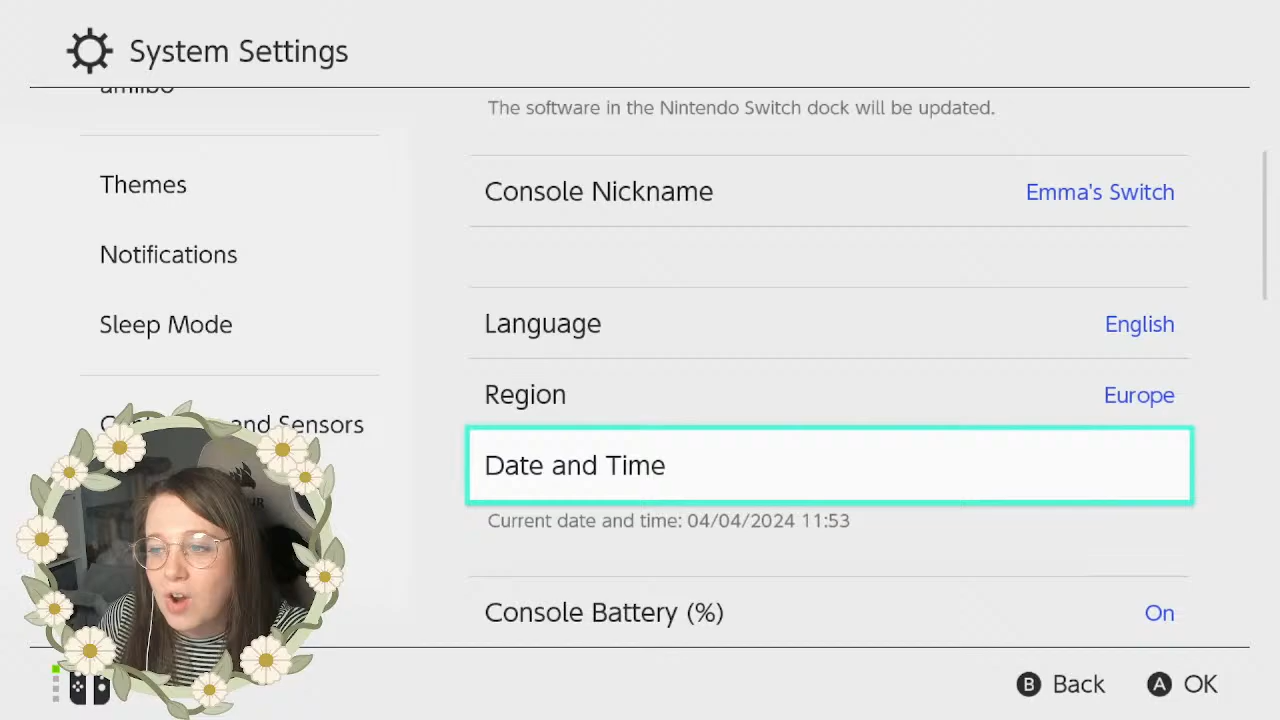 System Settings
amiibo
Themes
Notifications
Sleep Mode
and Sensors
The software in the Nintendo Switch dock will be updated.
Console Nickname Emma's Switch
Language English
Region Europe
Date and Time
Current date and time: 04/04/2024 11:53
Console Battery (%) On
B Back A OK